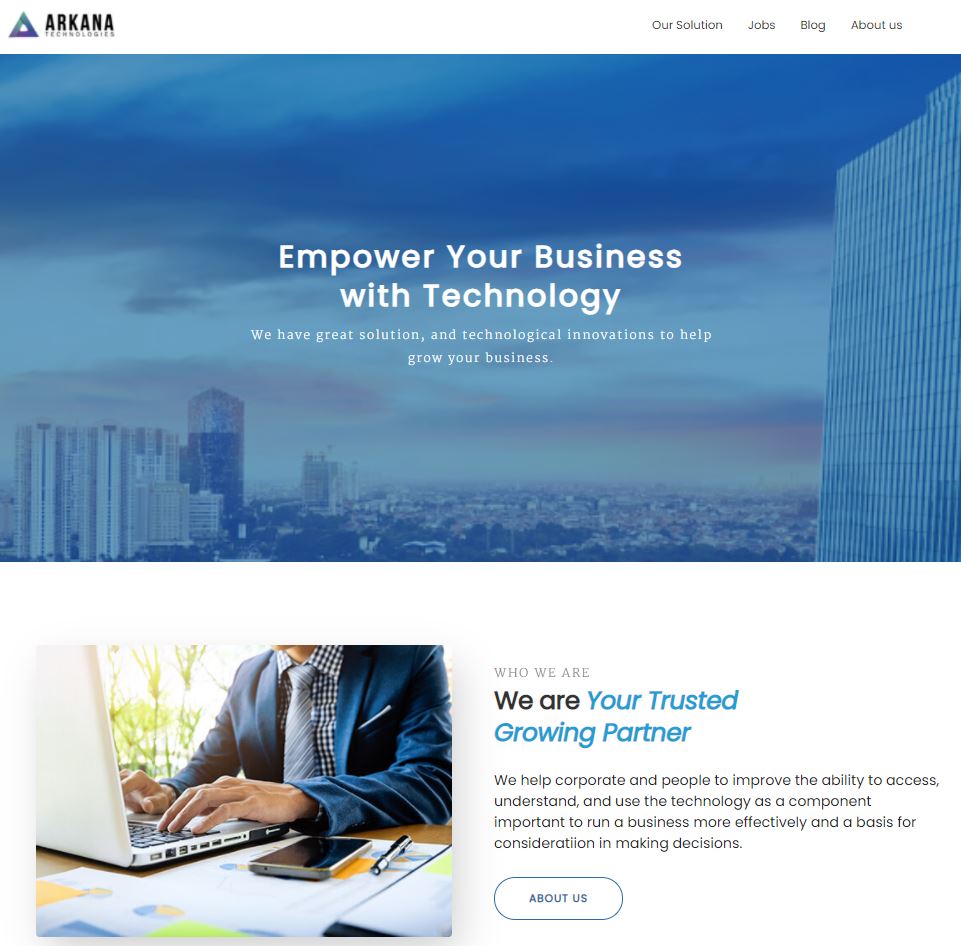 ARKANA
TECHNOLOGIES
Our Solution Jobs Blog About us
Empower Your Business
with Technology
We have great solution, and technological innovations to help
grow your business.
WHO WE ARE
We are Your Trusted
Growing Partner
We help corporate and people to improve the ability to access,
understand, and use the technology as a component
important to run a business more effectively and a basis for
consideratiion in making decisions.
ABOUT US